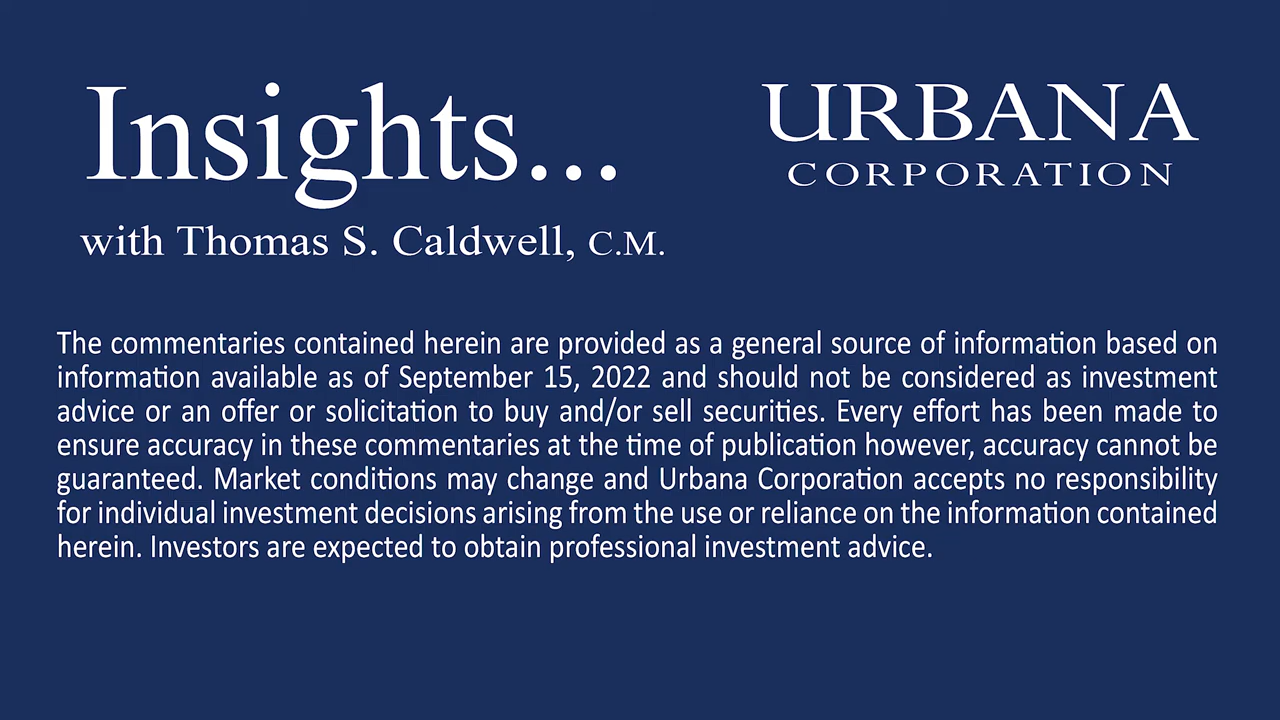 Insights...
URBANA
CORPORATION
with Thomas S. Caldwell, C.M.
The commentaries contained herein are provided as a general source of information based on
information available as of September 15, 2022 and should not be considered as investment
advice or an offer or solicitation to buy and/or sell securities. Every effort has been made to
ensure accuracy in these commentaries at the time of publication however, accuracy cannot be
guaranteed. Market conditions may change and Urbana Corporation accepts no responsibility
for individual investment decisions arising from the use or reliance on the information contained
herein. Investors are expected to obtain professional investment advice.